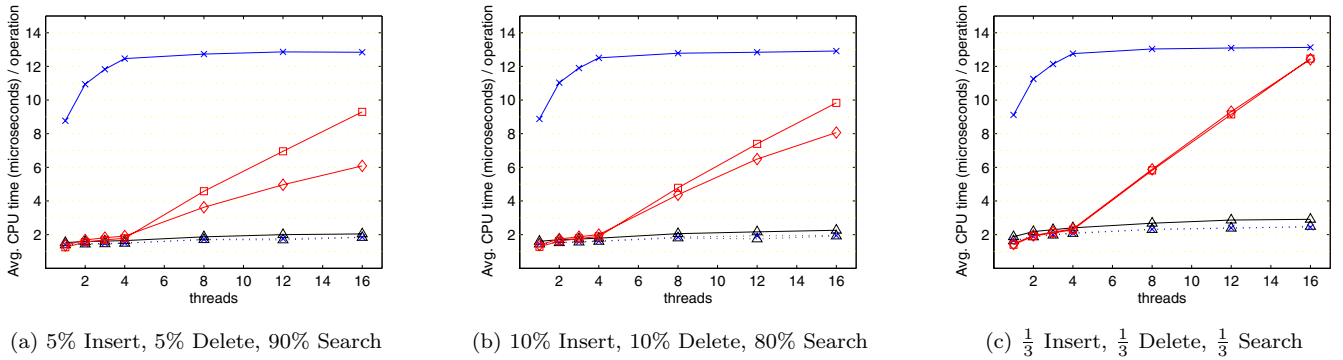 Avg. CPU time (microseconds) / operation
14
12
10
8
6
4
2
2 4 6 8 10 12 14 16
threads
(a) 5% Insert, 5% Delete, 90% Search
Avg. CPU time (microseconds) / operation
14
12
10
8
6
4
2
2 4 6 8 10 12 14 16
threads
(b) 10% Insert, 10% Delete, 80% Search
Avg. CPU time (microseconds) / operation
14
12
10
8
6
4
2
2 4 6 8 10 12 14 16
threads
(c) 1/3 Insert, 1/3 Delete, 1/3 Search